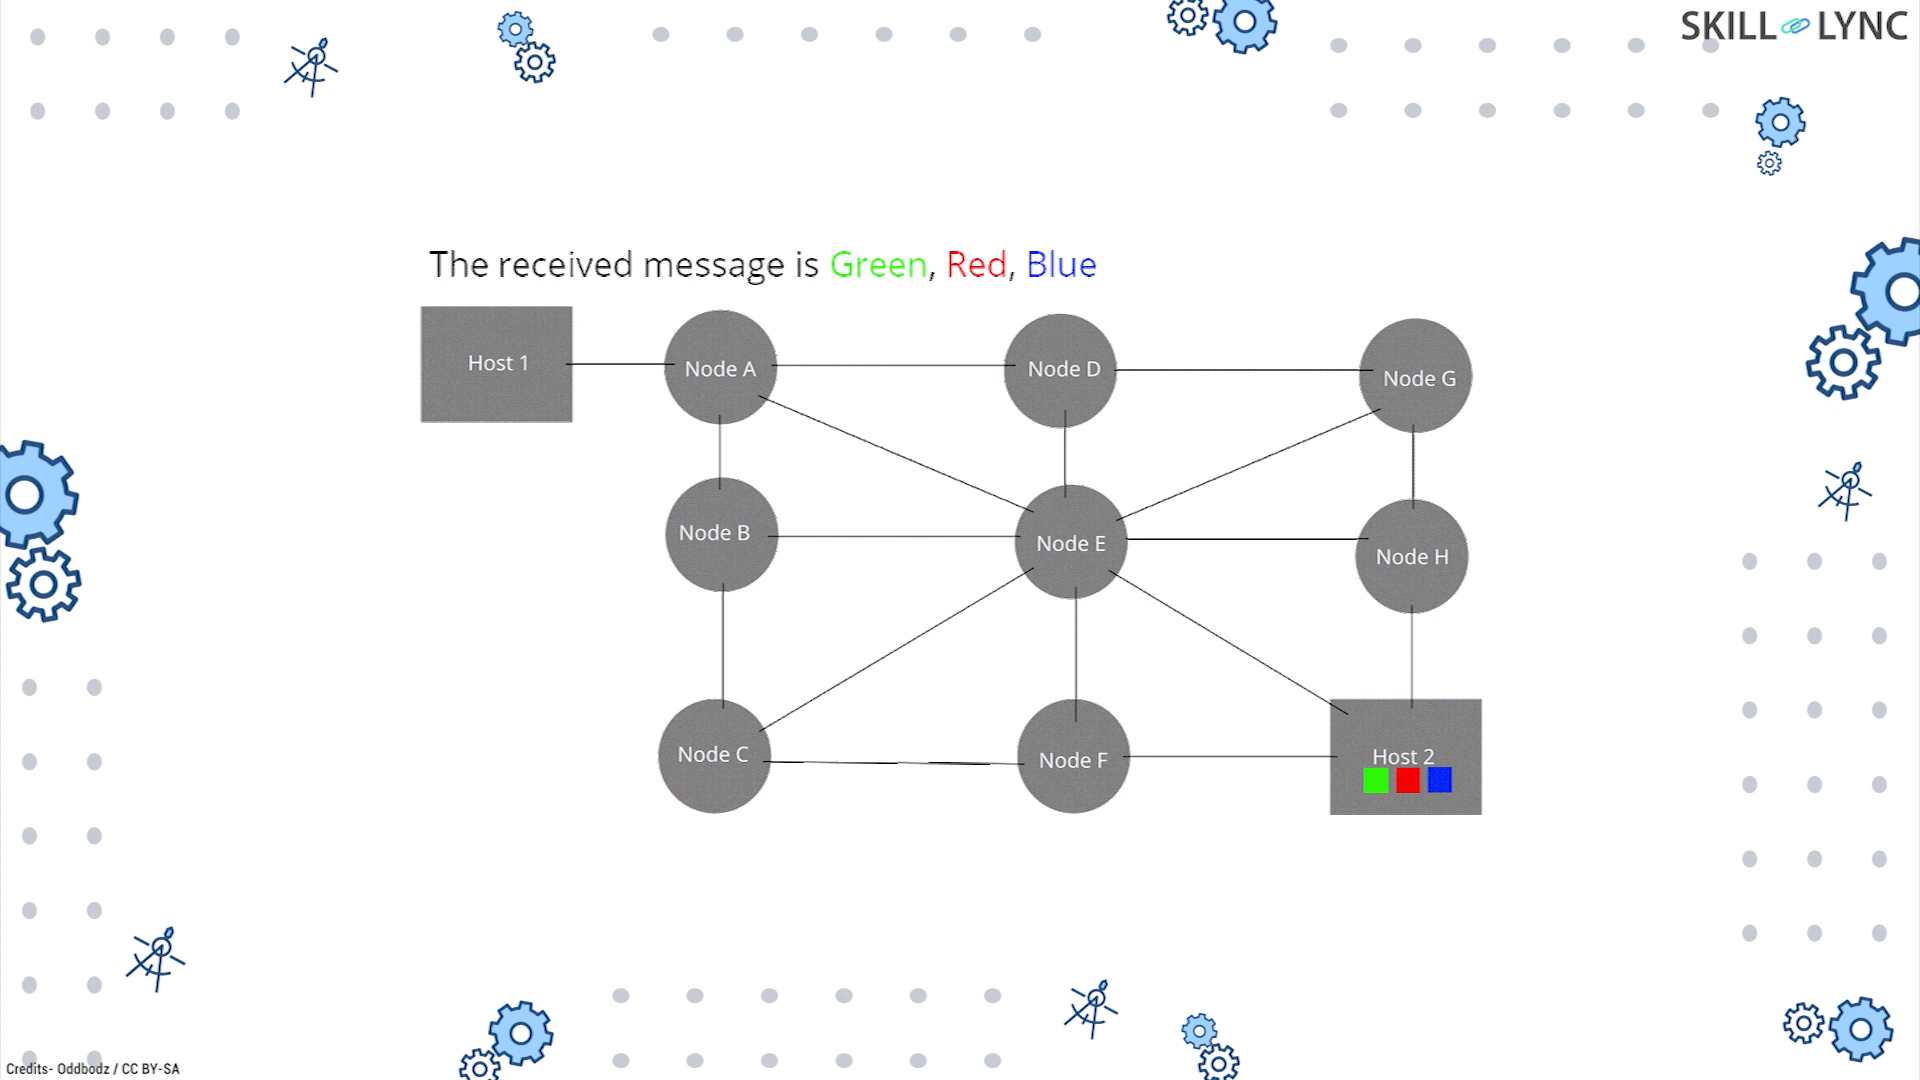 SKILL LYNC
The received message is Green, Red, Blue
Host 1
Node A
Node D
Node G
Node B
Node E
Node H
Node C
Node F
Host 2
Credits- Oddbodz / CC BY-SA